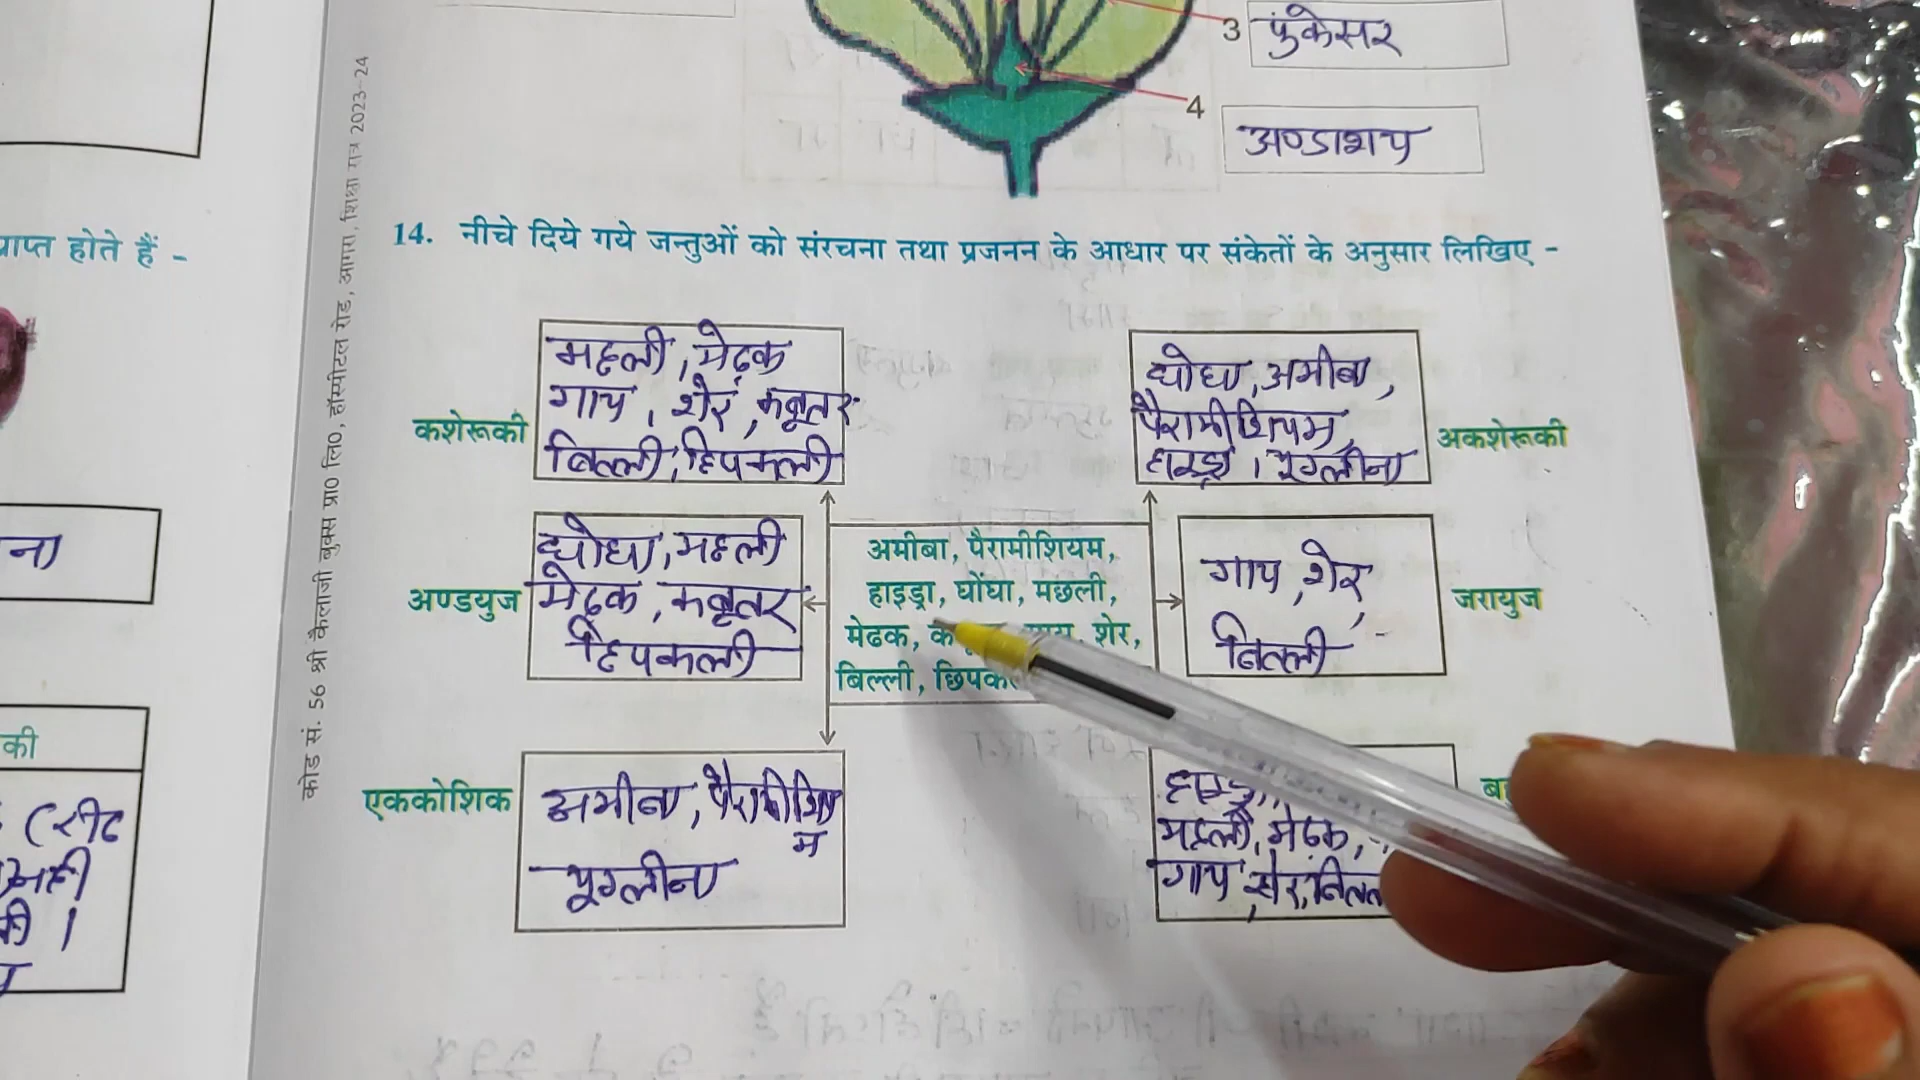 3 पुंकेसर
4
अण्डाशय
प्राप्त होते हैं -
कोड सं. 56 श्री कैलाजी बुक्स प्रा0 लि0, हॉस्पीटल रोड, आगरा, शिक्षा सत्र 2023-24
14. नीचे दिये गये जन्तुओं को संरचना तथा प्रजनन के आधार पर संकेतों के अनुसार लिखिए -
कशेरूकी
मछली, मेढक
गाय, शेर, कबूतर
बिल्ली, छिपकली
घोघा, अमीबा,
पैरामीशियम,
हाइड्रा, यूग्लीना
अकशेरूकी
अण्डयुज
घोघा, मछली
मेढक, कबूतर
छिपकली
अमीबा, पैरामीशियम,
हाइड्रा, घोंघा, मछली,
मेढक, शेर,
बिल्ली,
गाय, शेर,
बिल्ली
जरायुज
एककोशिक
अमीबा, पैरामीशिय
म
यूग्लीना
मछली, मेढक,
गाय, शेर,
ना
की